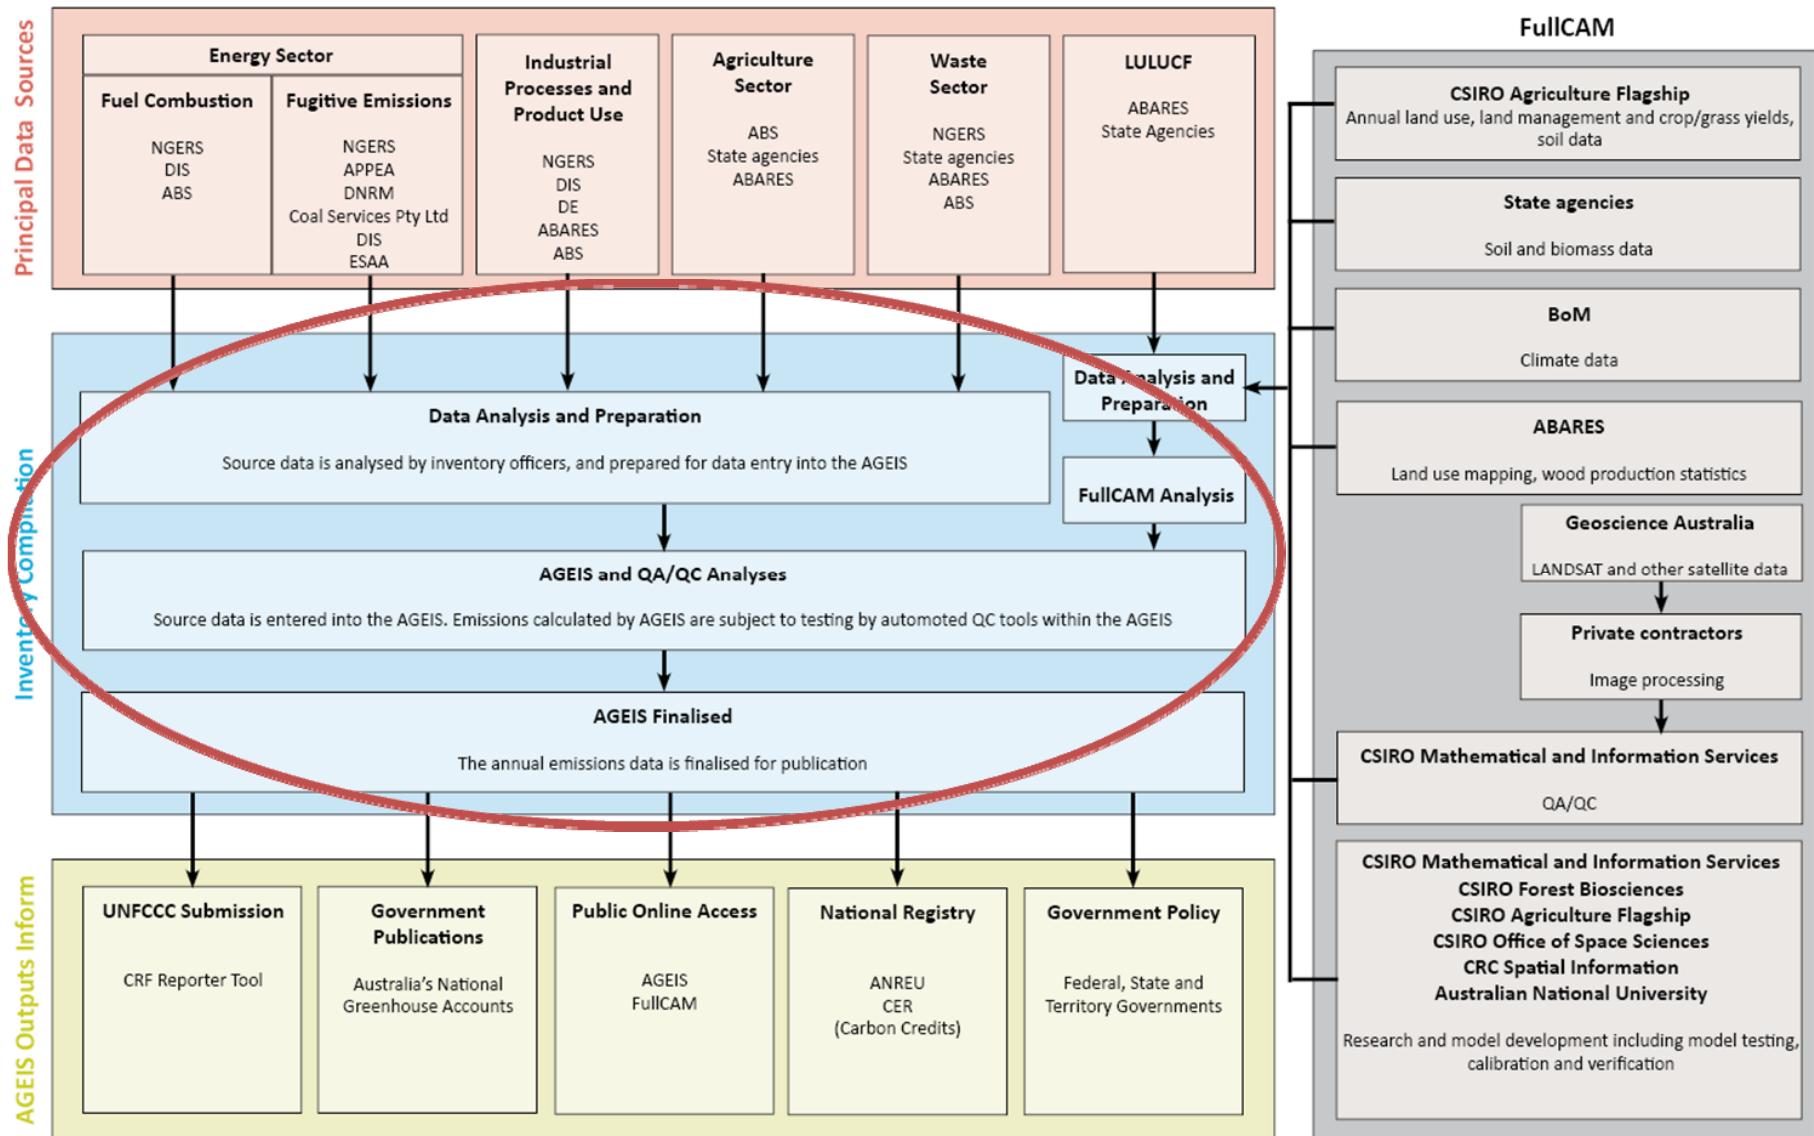 Principal Data Sources
Energy Sector
Fuel Combustion
NGERS
DIS
ABS
Fugitive Emissions
NGERS
APPEA
DNRM
Coal Services Pty Ltd
DIS
ESAA
Industrial
Processes and
Product Use
NGERS
DIS
DE
ABARES
ABS
Agriculture
Sector
ABS
State agencies
ABARES
Waste
Sector
NGERS
State agencies
ABARES
ABS
LULUCF
ABARES
State Agencies
Inventory Compilation
Data Analysis and Preparation
Source data is analysed by inventory officers, and prepared for data entry into the AGEIS
Data Analysis and
Preparation
FullCAM Analysis
AGEIS and QA/QC Analyses
Source data is entered into the AGEIS. Emissions calculated by AGEIS are subject to testing by automated QC tools within the AGEIS
AGEIS Finalised
The annual emissions data is finalised for publication
AGEIS Outputs Inform
UNFCCC Submission
CRF Reporter Tool
Government
Publications
Australia's National
Greenhouse Accounts
Public Online Access
AGEIS
FullCAM
National Registry
ANREU
CER
(Carbon Credits)
Government Policy
Federal, State and
Territory Governments
FullCAM
CSIRO Agriculture Flagship
Annual land use, land management and crop/grass yields,
soil data
State agencies
Soil and biomass data
BoM
Climate data
ABARES
Land use mapping, wood production statistics
Geoscience Australia
LANDSAT and other satellite data
Private contractors
Image processing
CSIRO Mathematical and Information Services
QA/QC
CSIRO Mathematical and Information Services
CSIRO Forest Biosciences
CSIRO Agriculture Flagship
CSIRO Office of Space Sciences
CRC Spatial Information
Australian National University
Research and model development including model testing,
calibration and verification